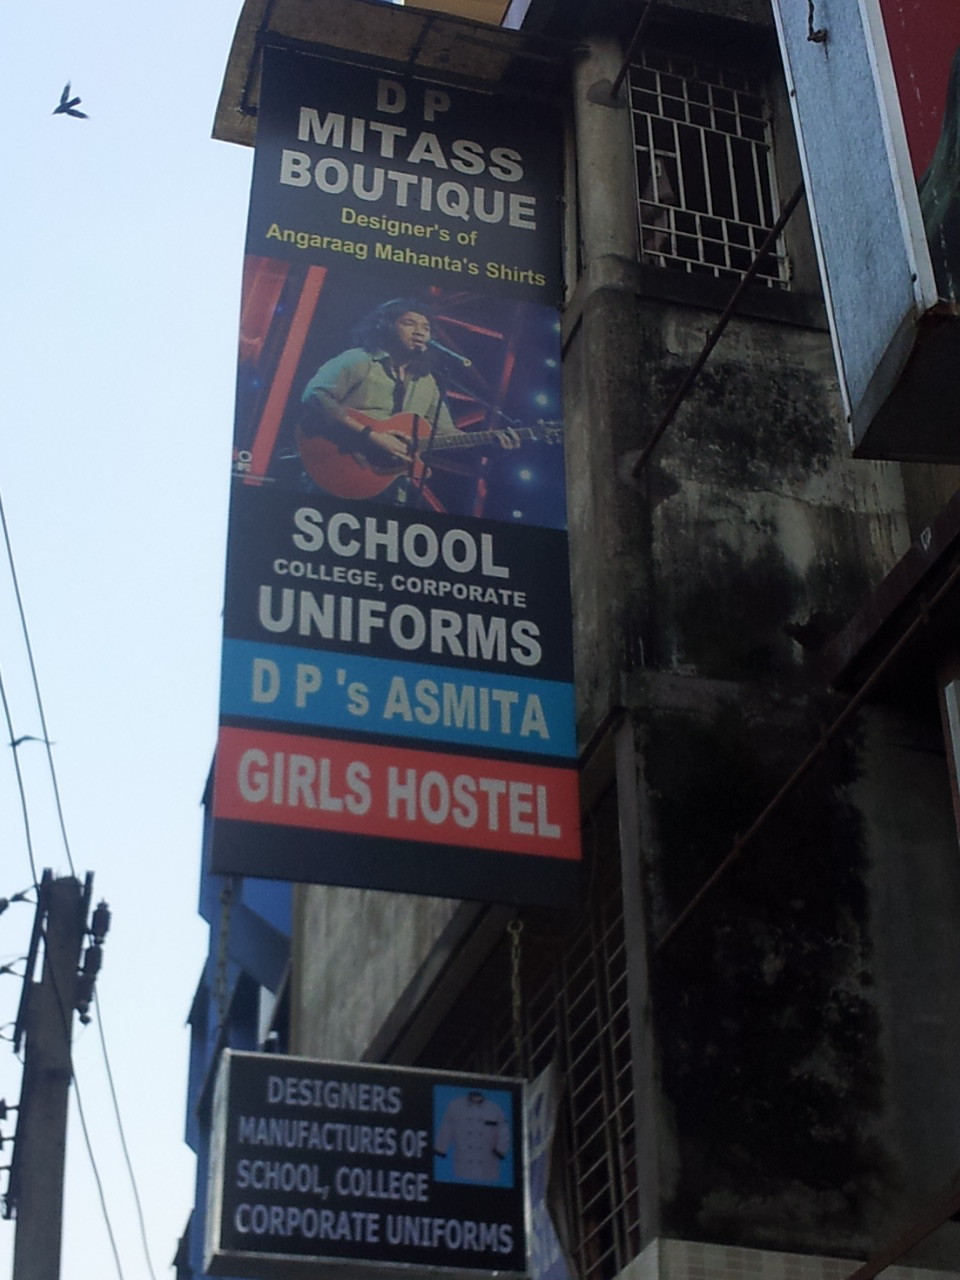 D P
MITASS
BOUTIQUE
Designer's of
Angaraag Mahanta's Shirts
SCHOOL
COLLEGE, CORPORATE
UNIFORMS
D P 's ASMITA
GIRLS HOSTEL
DESIGNERS
MANUFACTURES OF
SCHOOL, COLLEGE
CORPORATE UNIFORMS